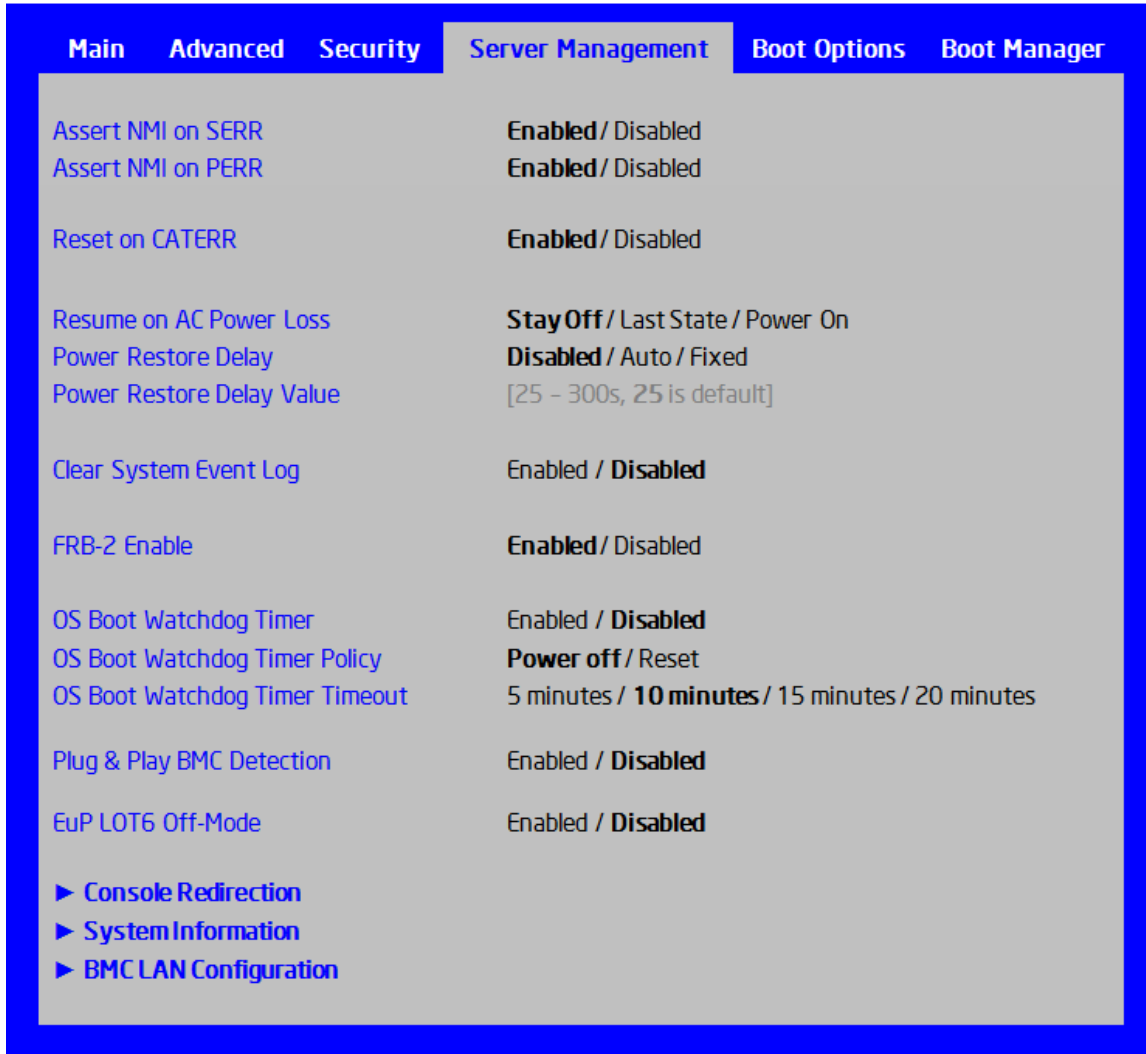 Main Advanced Security Server Management Boot Options Boot Manager
Assert NMI on SERR Enabled / Disabled
Assert NMI on PERR Enabled / Disabled
Reset on CATERR Enabled / Disabled
Resume on AC Power Loss Stay Off / Last State / Power On
Power Restore Delay Disabled / Auto / Fixed
Power Restore Delay Value [25 – 300s, 25 is default]
Clear System Event Log Enabled / Disabled
FRB-2 Enable Enabled / Disabled
OS Boot Watchdog Timer Enabled / Disabled
OS Boot Watchdog Timer Policy Power off / Reset
OS Boot Watchdog Timer Timeout 5 minutes / 10 minutes / 15 minutes / 20 minutes
Plug & Play BMC Detection Enabled / Disabled
EuP LOT6 Off-Mode Enabled / Disabled
► Console Redirection
► System Information
► BMC LAN Configuration